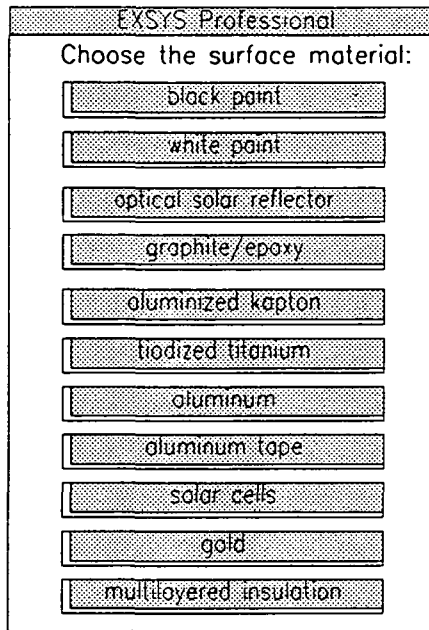 EXSYS Professional
Choose the surface material:
black paint
white paint
optical solar reflector
graphite/epoxy
aluminized kapton
tiodized titanium
aluminum
aluminum tape
solar cells
gold
multilayered insulation